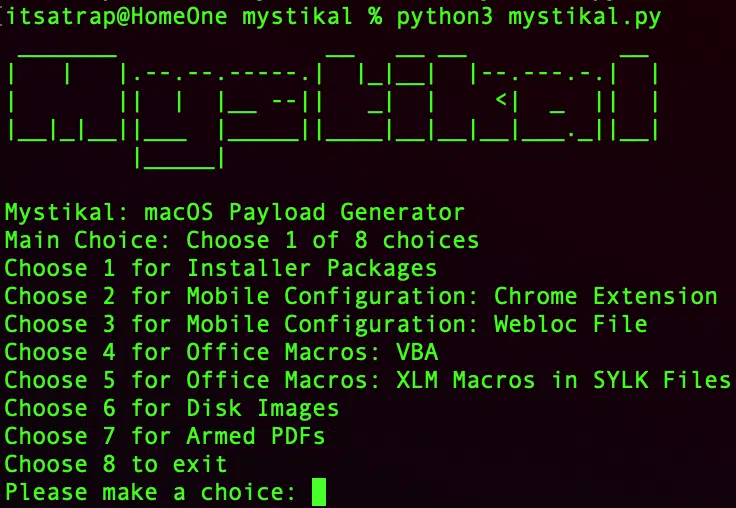 itsatrap@HomeOne mystikal % python3 mystikal.py
Mystikal
Mystikal: macOS Payload Generator
Main Choice: Choose 1 of 8 choices
Choose 1 for Installer Packages
Choose 2 for Mobile Configuration: Chrome Extension
Choose 3 for Mobile Configuration: Webloc File
Choose 4 for Office Macros: VBA
Choose 5 for Office Macros: XLM Macros in SYLK Files
Choose 6 for Disk Images
Choose 7 for Armed PDFs
Choose 8 to exit
Please make a choice: